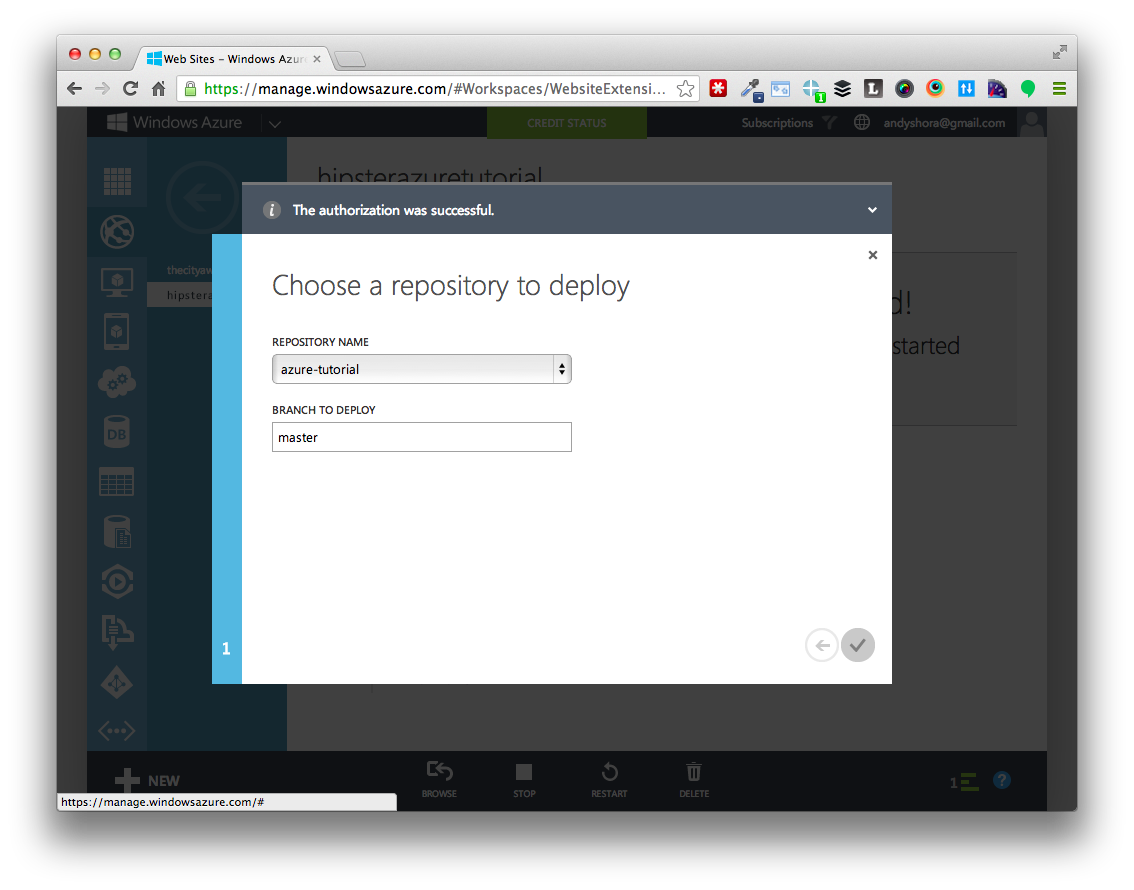 Web Sites – Windows Azur
https://manage.windowsazure.com/#Workspaces/WebsiteExtensi...
1
L
Windows Azure
CREDIT STATUS
Subscriptions
andyshora@gmail.com
hipsterazuretutorial
The authorization was successful.
thecityaw
hipstera
Choose a repository to deploy
d!
started
REPOSITORY NAME
azure-tutorial
BRANCH TO DEPLOY
master
DB
1
NEW
BROWSE
STOP
RESTART
DELETE
1
?
https://manage.windowsazure.com/#